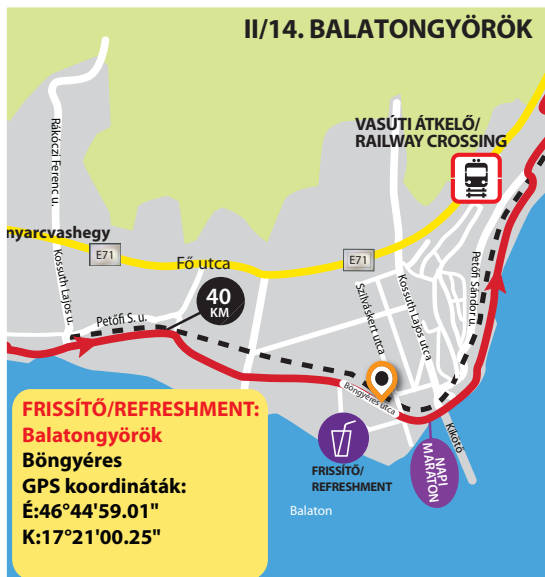 II/14. BALATONGYÖRÖK
VASÚTI ÁTKELŐ/
RAILWAY CROSSING
Rákóczi Ferenc u.
nyarcvashegy
E71
Fő utca
E71
Kossuth Lajos u.
Petőfi S. u.
40
KM
Szilváskert utca
Kossuth Lajos utca
Petőfi Sándor u.
Böngyéres utca
Kikötő
NAPI
MARATON
FRISSÍTŐ/
REFRESHMENT
Balaton
FRISSÍTŐ/REFRESHMENT:
Balatongyörök
Böngyéres
GPS koordináták:
É:46°44'59.01"
K:17°21'00.25"